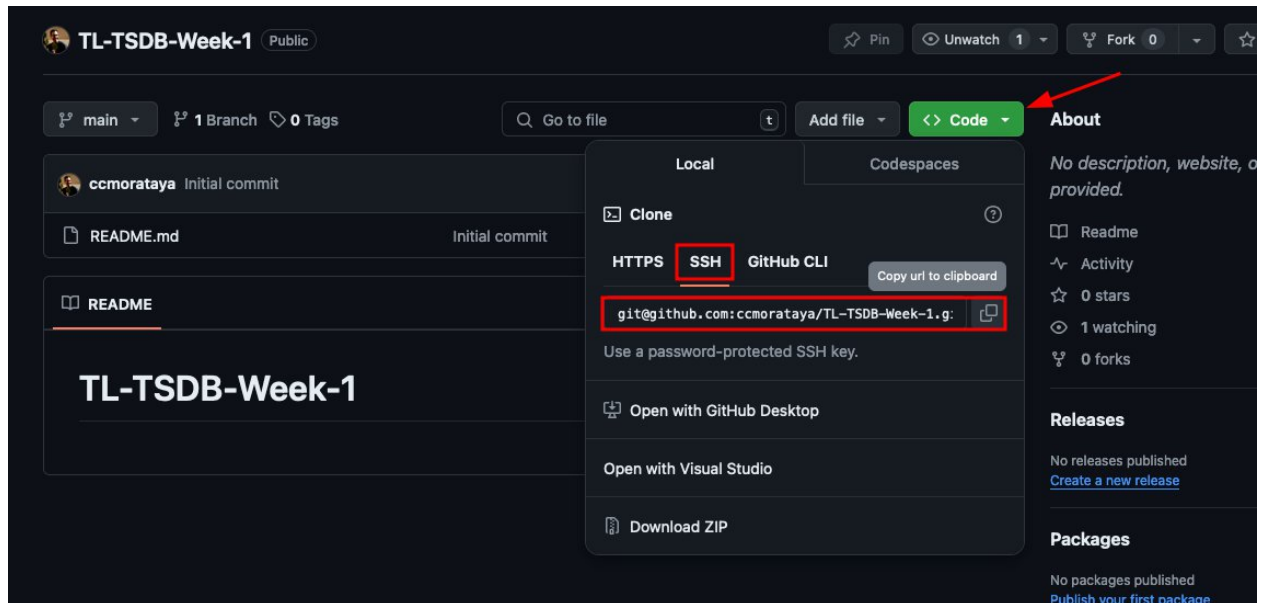 TL-TSDB-Week-1 Public
Pin Unwatch 1 Fork 0
main 1 Branch 0 Tags Go to file t Add file <> Code
ccmorataya Initial commit
README.md Initial commit
README
TL-TSDB-Week-1
Local Codespaces
Clone
HTTPS SSH GitHub CLI
Copy url to clipboard
git@github.com:ccmorataya/TL-TSDB-Week-1.gi
Use a password-protected SSH key.
Open with GitHub Desktop
Open with Visual Studio
Download ZIP
About
No description, website, o
provided.
Readme
Activity
0 stars
1 watching
0 forks
Releases
No releases published
Create a new release
Packages
No packages published
Publish your first package